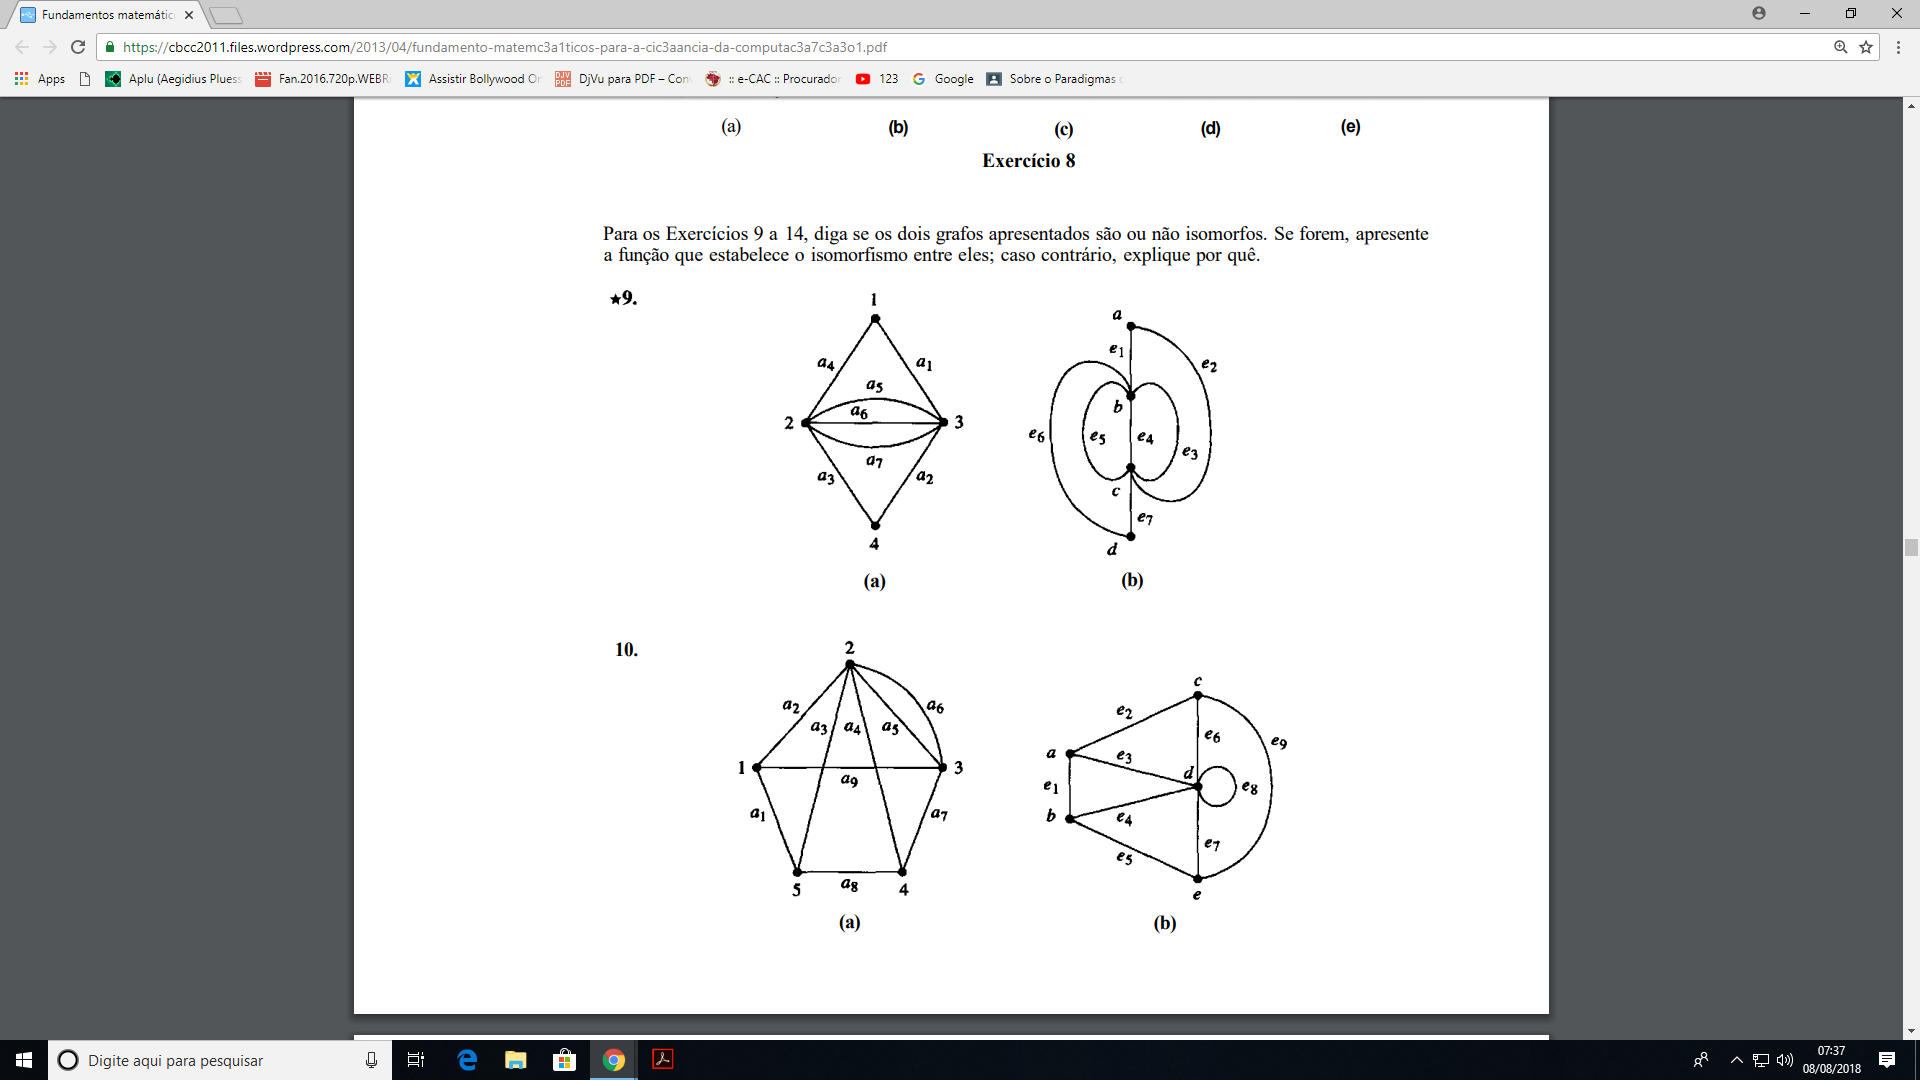 Fundamentos matemátic
https://cbcc2011.files.wordpress.com/2013/04/fundamento-matemc3a1ticos-para-a-cic3aancia-da-computac3a7c3a3o1.pdf
Apps Aplu (Aegidius Pluess Fan.2016.720p.WEBRi Assistir Bollywood On DjVu para PDF – Conv :: e-CAC :: Procurador 123 Google Sobre o Paradigmas d
(a) (b) (c) (d) (e)
Exercício 8
Para os Exercícios 9 a 14, diga se os dois grafos apresentados são ou não isomorfos. Se forem, apresente
a função que estabelece o isomorfismo entre eles; caso contrário, explique por quê.
★9.
1
a4 a1
a5
a6
2 3
a7
a3 a2
4
(a)
a
e1 e2
b
e6 e5 e4 e3
c
e7
d
(b)
10.
2
a2 a6
a3 a4 a5
1 3
a9
a1 a7
5 a8 4
(a)
c
e2
e6 e9
a e3
d
e1 e8
b e4
e7
e5
e
(b)
Digite aqui para pesquisar
07:37
08/08/2018